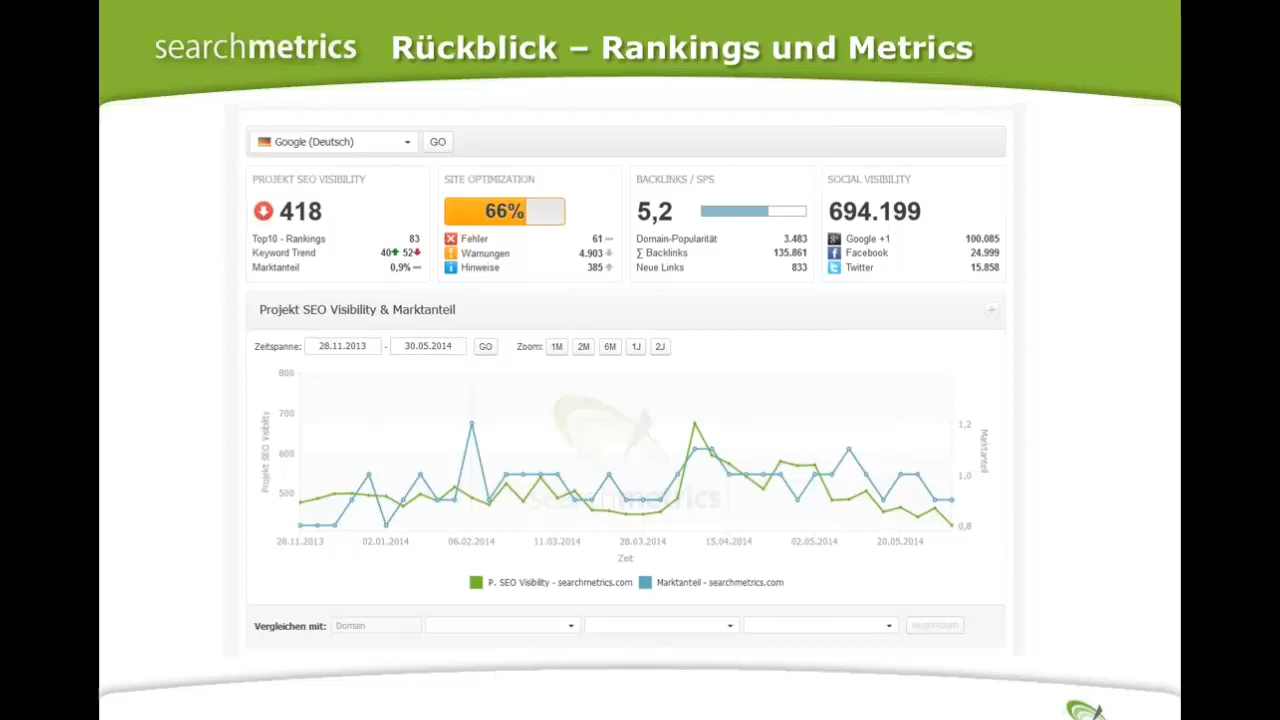 searchmetrics Rückblick – Rankings und Metrics
Google (Deutsch) GO
PROJEKT SEO VISIBILITY
418
Top10 - Rankings 83
Keyword Trend 40 52
Marktanteil 0,9%
SITE OPTIMIZATION
66%
Fehler 61
Warnungen 4.903
Hinweise 385
BACKLINKS / SPS
5,2
Domain-Popularität 3.483
∑ Backlinks 135.861
Neue Links 833
SOCIAL VISIBILITY
694.199
Google +1 100.085
Facebook 24.999
Twitter 15.858
Projekt SEO Visibility & Marktanteil
Zeitspanne: 28.11.2013 - 30.05.2014 GO Zoom: 1M 2M 6M 1J 2J
800
700
600
500
Projekt SEO Visibility
1,2
1,0
0,8
Marktanteil
searchmetrics
28.11.2013 02.01.2014 06.02.2014 11.03.2014 28.03.2014 15.04.2014 02.05.2014 20.05.2014
Zeit
P. SEO Visibility - searchmetrics.com Marktanteil - searchmetrics.com
Vergleichen mit: Domain vergleichen